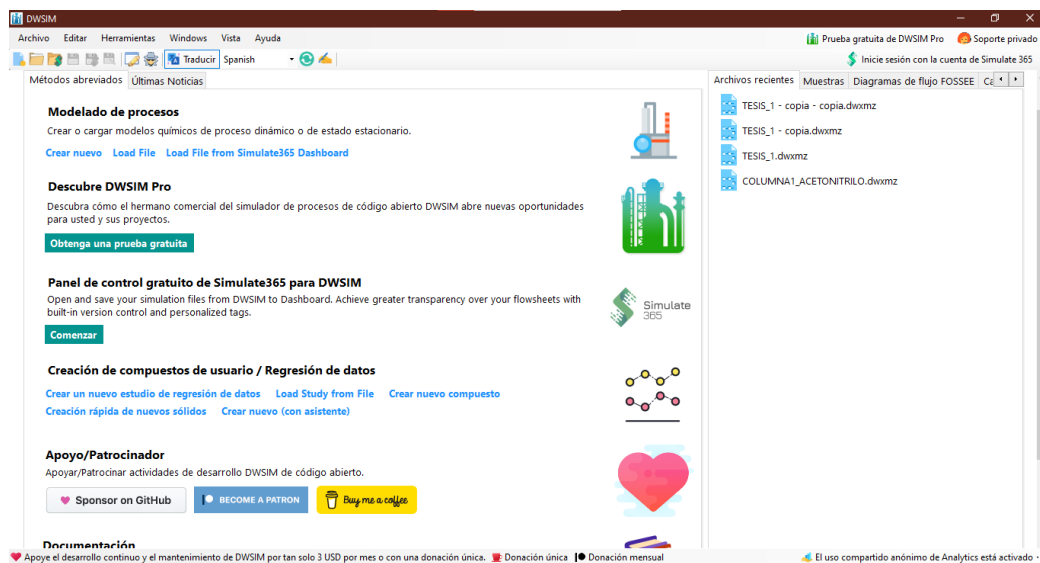 DWSIM
Archivo Editar Herramientas Windows Vista Ayuda
Prueba gratuita de DWSIM Pro Soporte privado
Traducir Spanish
Inicie sesión con la cuenta de Simulate 365
Métodos abreviados Últimas Noticias
Modelado de procesos
Crear o cargar modelos químicos de proceso dinámico o de estado estacionario.
Crear nuevo Load File Load File from Simulate365 Dashboard
Descubre DWSIM Pro
Descubra cómo el hermano comercial del simulador de procesos de código abierto DWSIM abre nuevas oportunidades
para usted y sus proyectos.
Obtenga una prueba gratuita
Panel de control gratuito de Simulate365 para DWSIM
Open and save your simulation files from DWSIM to Dashboard. Achieve greater transparency over your flowsheets with
built-in version control and personalized tags.
Comenzar
Simulate
365
Creación de compuestos de usuario / Regresión de datos
Crear un nuevo estudio de regresión de datos Load Study from File Crear nuevo compuesto
Creación rápida de nuevos sólidos Crear nuevo (con asistente)
Apoyo/Patrocinador
Apoyar/Patrocinar actividades de desarrollo DWSIM de código abierto.
Sponsor on GitHub BECOME A PATRON Buy me a coffee
Documentación
Archivos recientes Muestras Diagramas de flujo FOSSEE
TESIS_1 - copia - copia.dwxmz
TESIS_1 - copia.dwxmz
TESIS_1.dwxmz
COLUMNA1_ACETONITRILO.dwxmz
Apoye el desarrollo continuo y el mantenimiento de DWSIM por tan solo 3 USD por mes o con una donación única. Donación única Donación mensual
El uso compartido anónimo de Analytics está activado